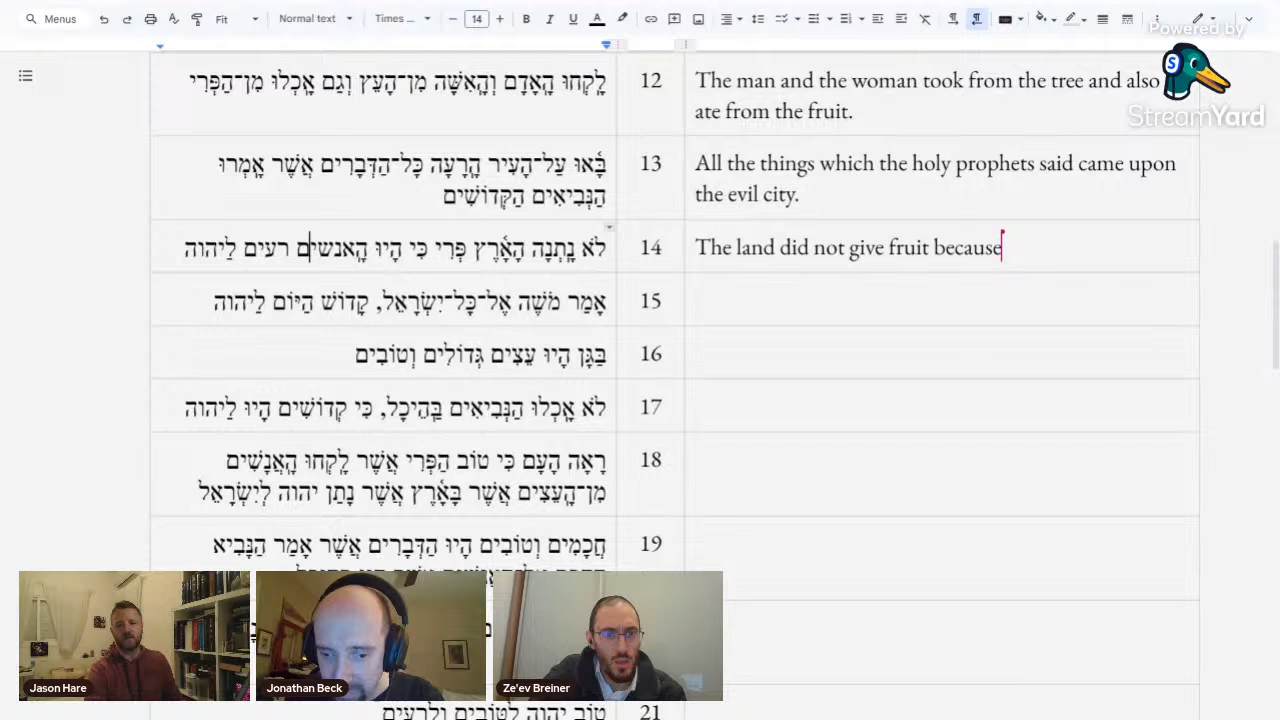 Menus
Fit
Normal text
Times ...
14
Powered by
StreamYard
לָֽקְחוּ הָֽאָדָם וְהָֽאִשָּׁה מִן־הָעֵץ וְגַם אָֽכְלוּ מִן־הַפְּרִי
12
The man and the woman took from the tree and also
ate from the fruit.
בָּ֫אוּ עַל־הָעִיר הָֽרָעָה כָּל־הַדְּבָרִים אֲשֶׁר אָֽמְרוּ
הַנְּבִיאִים הַקְּדוֹשִׁים
13
All the things which the holy prophets said came upon
the evil city.
לֹא נָֽתְנָה הָאָ֫רֶץ פְּרִי כִּי הָיוּ הָֽאנשים רעים לַיהוה
14
The land did not give fruit because
אָמַר מֹשֶׁה אֶל־כָּל־יִשְׂרָאֵל, קָדוֹשׁ הַיּוֹם לַיהוה
15
בַּגָּן הָיוּ עֵצִים גְּדוֹלִים וְטוֹבִים
16
לֹא אָֽכְלוּ הַנְּבִיאִים בַּֽהֵיכָל, כִּי קְדוֹשִׁים הָיוּ לַיהוה
17
רָאָה הָעָם כִּי טוֹב הַפְּרִי אֲשֶׁר לָֽקְחוּ הָֽאֲנָשִׁים
מִן־הָֽעֵצִים אֲשֶׁר בָּאָ֫רֶץ אֲשֶׁר נָתַן יהוה לְיִשְׂרָאֵל
18
חֲכָמִים וְטוֹבִים הָיוּ הַדְּבָרִים אֲשֶׁר אָמַר הַנָּבִיא
19
טוֹב יהוה לַטּוֹבִים וְלָרָעִים
21
Jason Hare
Jonathan Beck
Ze'ev Breiner